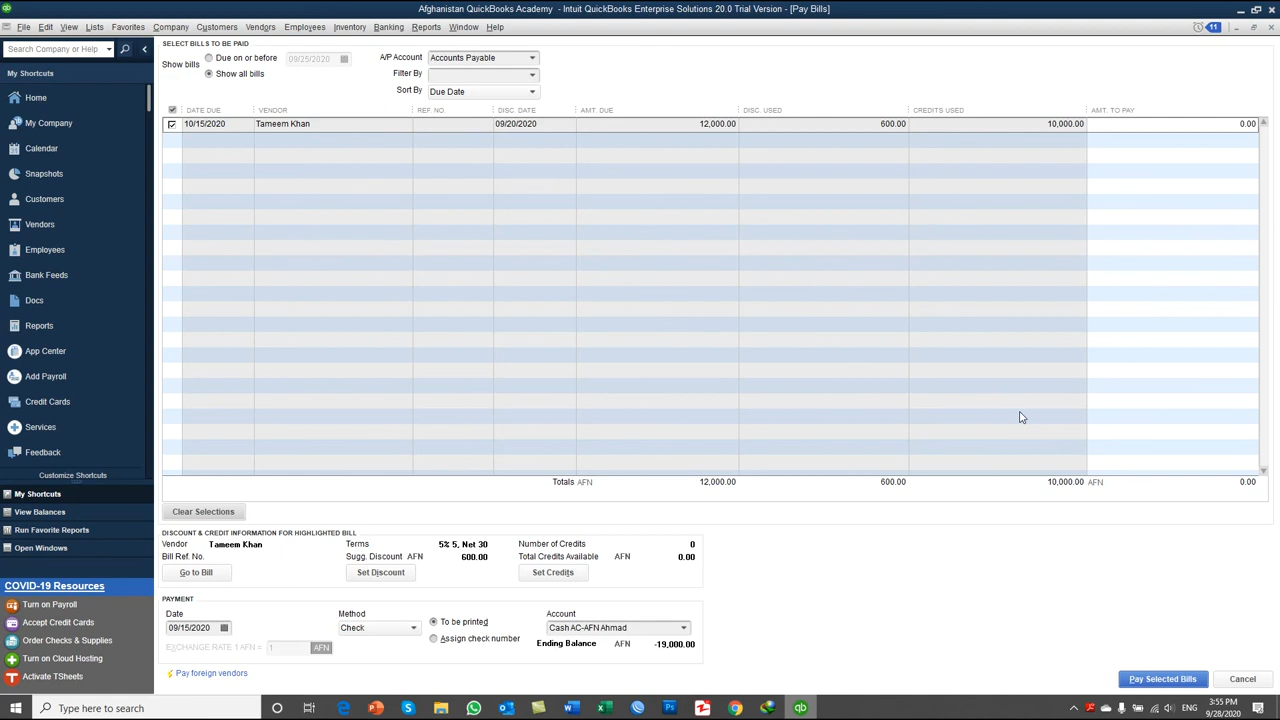 Afghanistan QuickBooks Academy - Intuit QuickBooks Enterprise Solutions 20.0 Trial Version - [Pay Bills]
File Edit View Lists Favorites Company Customers Vendors Employees Inventory Banking Reports Window Help 11
Search Company or Help
My Shortcuts
Home
My Company
Calendar
Snapshots
Customers
Vendors
Employees
Bank Feeds
Docs
Reports
App Center
Add Payroll
Credit Cards
Services
Feedback
Customize Shortcuts
My Shortcuts
View Balances
Run Favorite Reports
Open Windows
COVID-19 Resources
Turn on Payroll
Accept Credit Cards
Order Checks & Supplies
Turn on Cloud Hosting
Activate TSheets
SELECT BILLS TO BE PAID
Show bills Due on or before 09/25/2020 A/P Account Accounts Payable
Show all bills Filter By
Sort By Due Date
DATE DUE VENDOR REF. NO. DISC. DATE AMT. DUE DISC. USED CREDITS USED AMT. TO PAY
10/15/2020 Tameem Khan 09/20/2020 12,000.00 600.00 10,000.00 0.00
Totals AFN 12,000.00 600.00 10,000.00 AFN 0.00
Clear Selections
DISCOUNT & CREDIT INFORMATION FOR HIGHLIGHTED BILL
Vendor Tameem Khan Terms 5% 5, Net 30 Number of Credits 0
Bill Ref. No. Sugg. Discount AFN 600.00 Total Credits Available AFN 0.00
Go to Bill Set Discount Set Credits
PAYMENT
Date Method To be printed Account
09/15/2020 Check Assign check number Cash AC-AFN Ahmad
EXCHANGE RATE 1 AFN = 1 AFN Ending Balance AFN -19,000.00
Pay foreign vendors
Pay Selected Bills Cancel
Type here to search
ENG 3:55 PM
9/28/2020